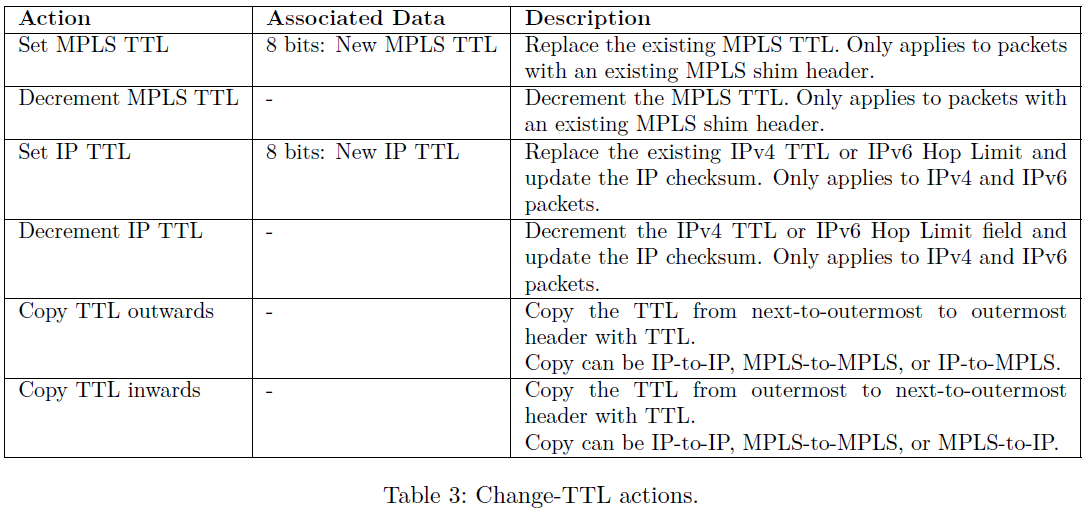 Action Associated Data Description
Set MPLS TTL 8 bits: New MPLS TTL Replace the existing MPLS TTL. Only applies to packets
with an existing MPLS shim header.
Decrement MPLS TTL - Decrement the MPLS TTL. Only applies to packets with
an existing MPLS shim header.
Set IP TTL 8 bits: New IP TTL Replace the existing IPv4 TTL or IPv6 Hop Limit and
update the IP checksum. Only applies to IPv4 and IPv6
packets.
Decrement IP TTL - Decrement the IPv4 TTL or IPv6 Hop Limit field and
update the IP checksum. Only applies to IPv4 and IPv6
packets.
Copy TTL outwards - Copy the TTL from next-to-outermost to outermost
header with TTL.
Copy can be IP-to-IP, MPLS-to-MPLS, or IP-to-MPLS.
Copy TTL inwards - Copy the TTL from outermost to next-to-outermost
header with TTL.
Copy can be IP-to-IP, MPLS-to-MPLS, or MPLS-to-IP.
Table 3: Change-TTL actions.